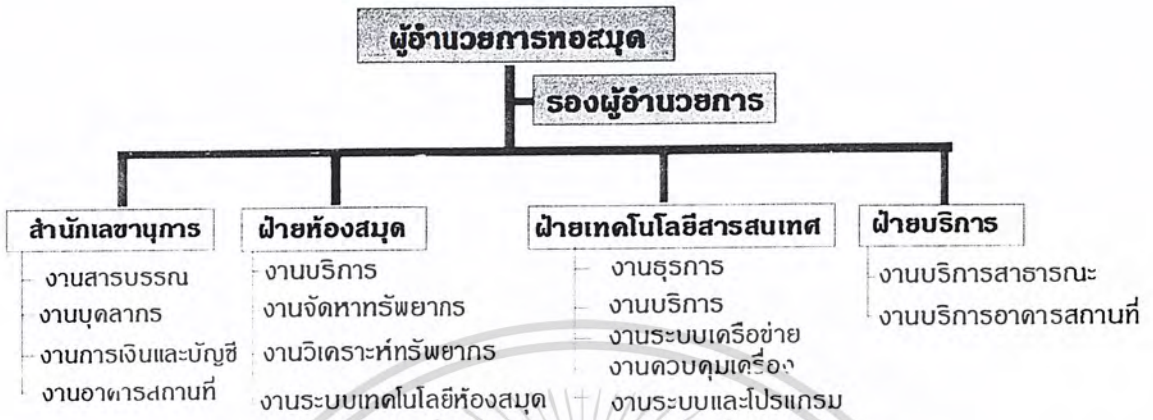 ผู้อำนวยการหอสมุด
รองผู้อำนวยการ
สำนักเลขานุการ
งานสารบรรณ
งานบุคลากร
งานการเงินและบัญชี
งานอาคารสถานที่
ฝ่ายห้องสมุด
งานบริการ
งานจัดหาทรัพยากร
งานวิเคราะห์ทรัพยากร
งานระบบเทคโนโลยีห้องสมุด
ฝ่ายเทคโนโลยีสารสนเทศ
งานธุรการ
งานบริการ
งานระบบเครือข่าย
งานควบคุมเครื่อง
งานระบบและโปรแกรม
ฝ่ายบริการ
งานบริการสาธารณะ
งานบริการอาคารสถานที่